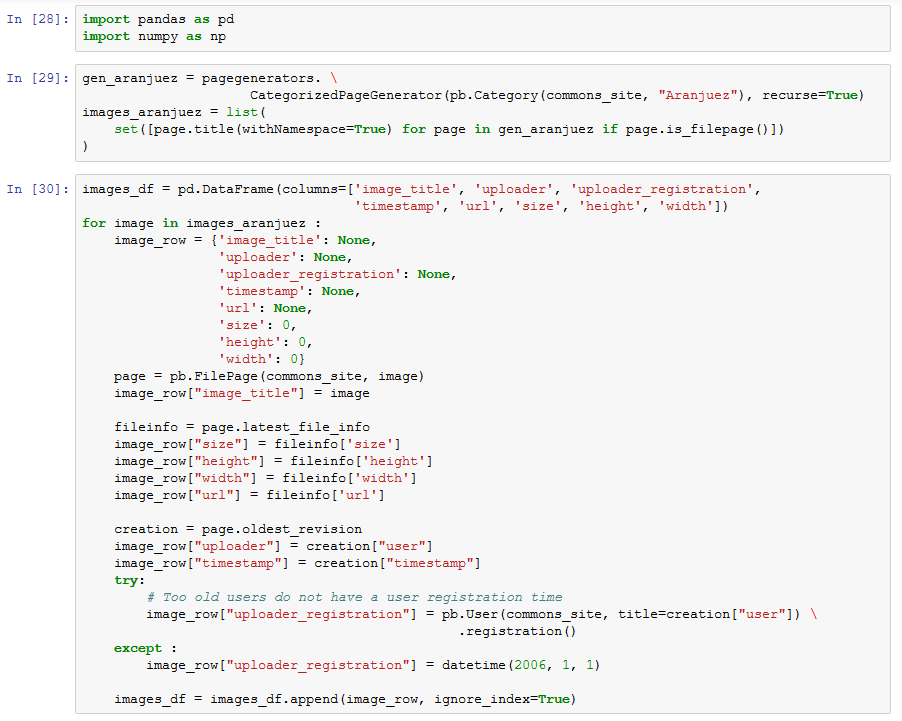 In [28]: import pandas as pd
import numpy as np
In [29]: gen_aranjuez = pagegenerators. \
                     CategorizedPageGenerator(pb.Category(commons_site, "Aranjuez"), recurse=True)
images_aranjuez = list(
    set([page.title(withNamespace=True) for page in gen_aranjuez if page.is_filepage()])
)
In [30]: images_df = pd.DataFrame(columns=['image_title', 'uploader', 'uploader_registration',
                                  'timestamp', 'url', 'size', 'height', 'width'])
for image in images_aranjuez :
    image_row = {'image_title': None,
                 'uploader': None,
                 'uploader_registration': None,
                 'timestamp': None,
                 'url': None,
                 'size': 0,
                 'height': 0,
                 'width': 0}
    page = pb.FilePage(commons_site, image)
    image_row["image_title"] = image
    fileinfo = page.latest_file_info
    image_row["size"] = fileinfo['size']
    image_row["height"] = fileinfo['height']
    image_row["width"] = fileinfo['width']
    image_row["url"] = fileinfo['url']
    creation = page.oldest_revision
    image_row["uploader"] = creation["user"]
    image_row["timestamp"] = creation["timestamp"]
    try:
        # Too old users do not have a user registration time
        image_row["uploader_registration"] = pb.User(commons_site, title=creation["user"]) \
                                               .registration()
    except :
        image_row["uploader_registration"] = datetime(2006, 1, 1)
    images_df = images_df.append(image_row, ignore_index=True)